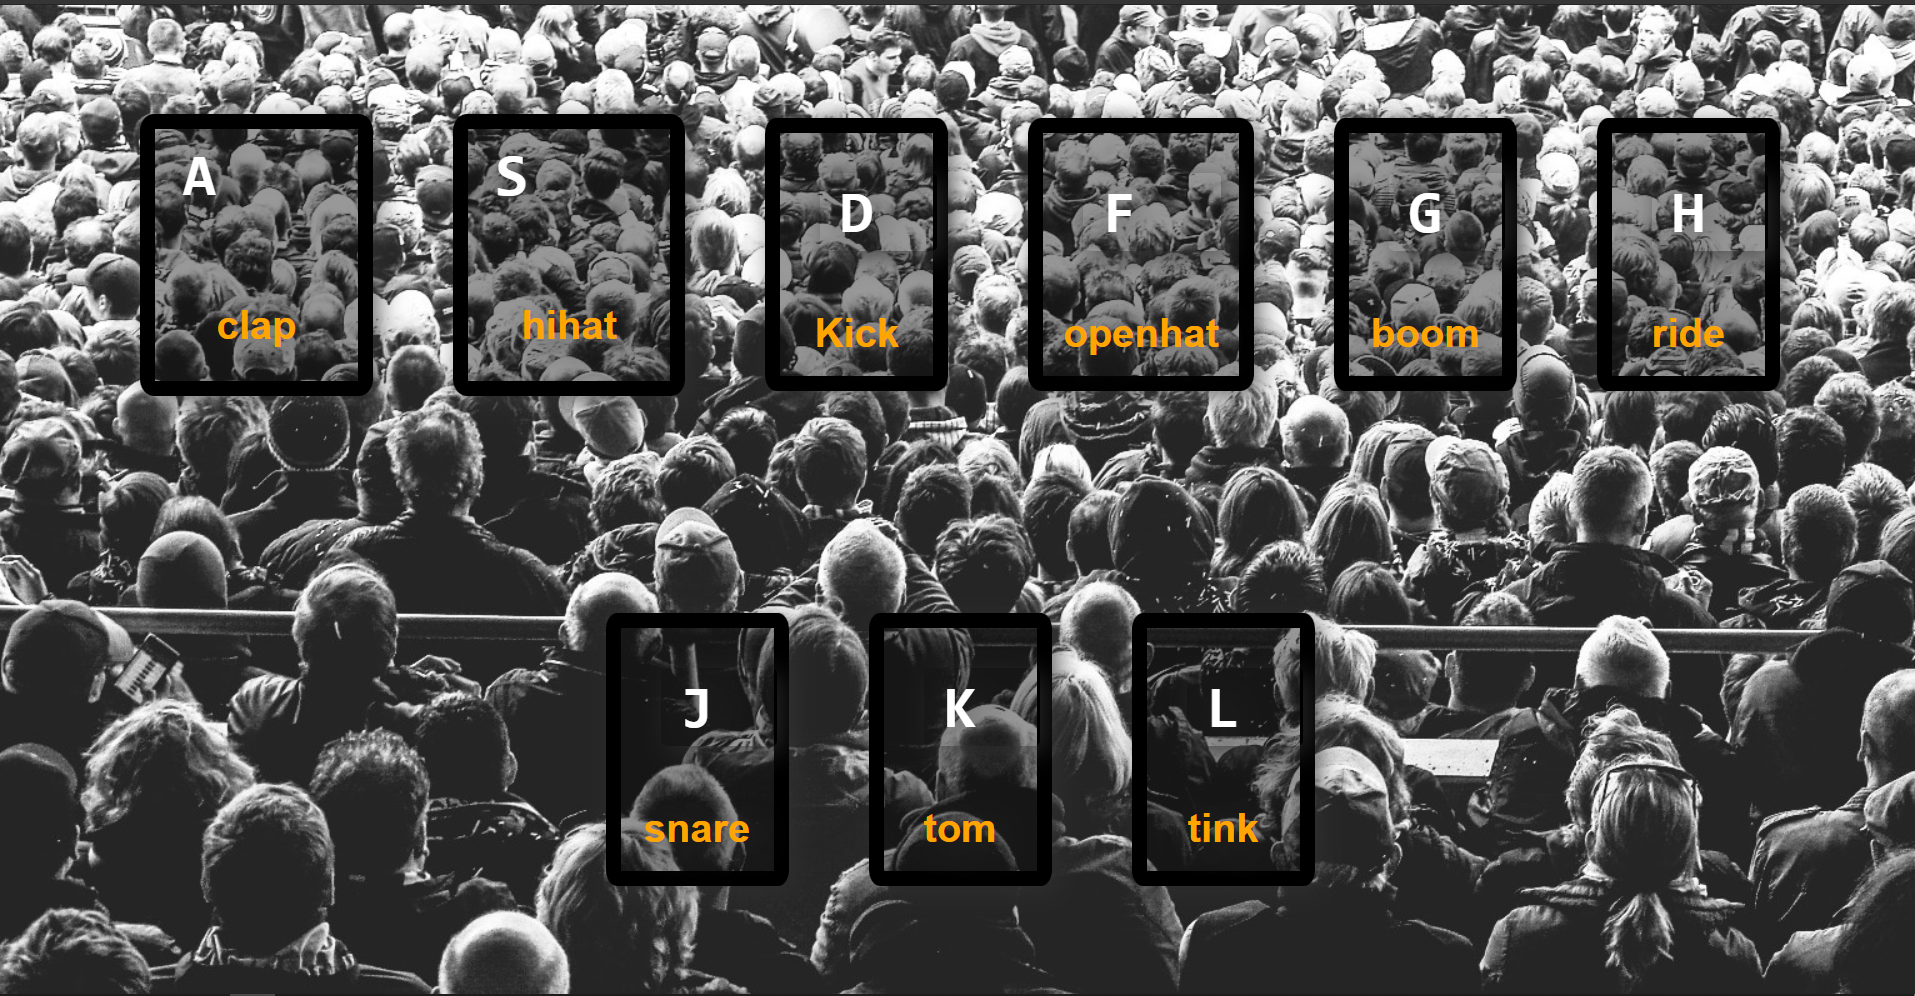 A
clap
S
hihat
D
Kick
F
openhat
G
boom
H
ride
J
snare
K
tom
L
tink